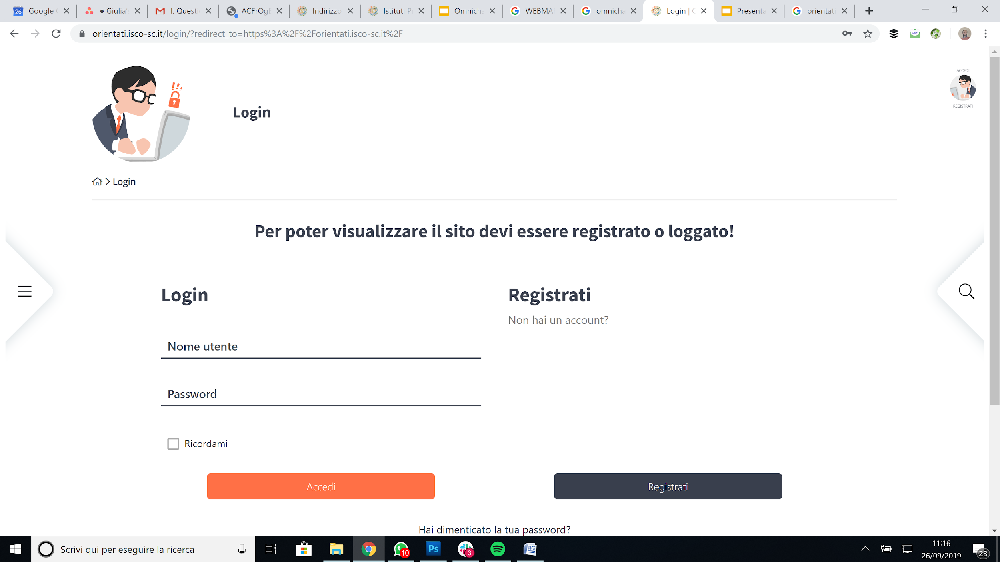 26 Google
Giulia's
I: Questi
ACFrOgE
Indirizzo
Istituti P
Omnicha
WEBMAI
omnicha
Login |
Presenta
orientati
orientati.isco-sc.it/login/?redirect_to=https%3A%2F%2Forientati.isco-sc.it%2F
ACCEDI
REGISTRATI
Login
Login
Per poter visualizzare il sito devi essere registrato o loggato!
Login
Registrati
Non hai un account?
Nome utente
Password
Ricordami
Accedi
Registrati
Hai dimenticato la tua password?
Scrivi qui per eseguire la ricerca
10
Ps
3
11:16
26/09/2019
23